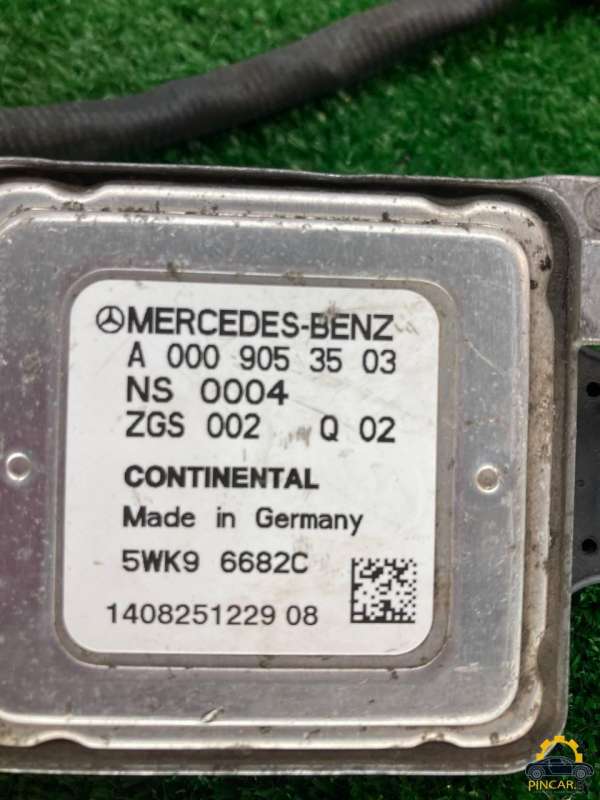 MERCEDES-BENZ
A 000 905 35 03
NS 0004
ZGS 002 Q 02
CONTINENTAL
Made in Germany
5WK9 6682C
1408251229 08